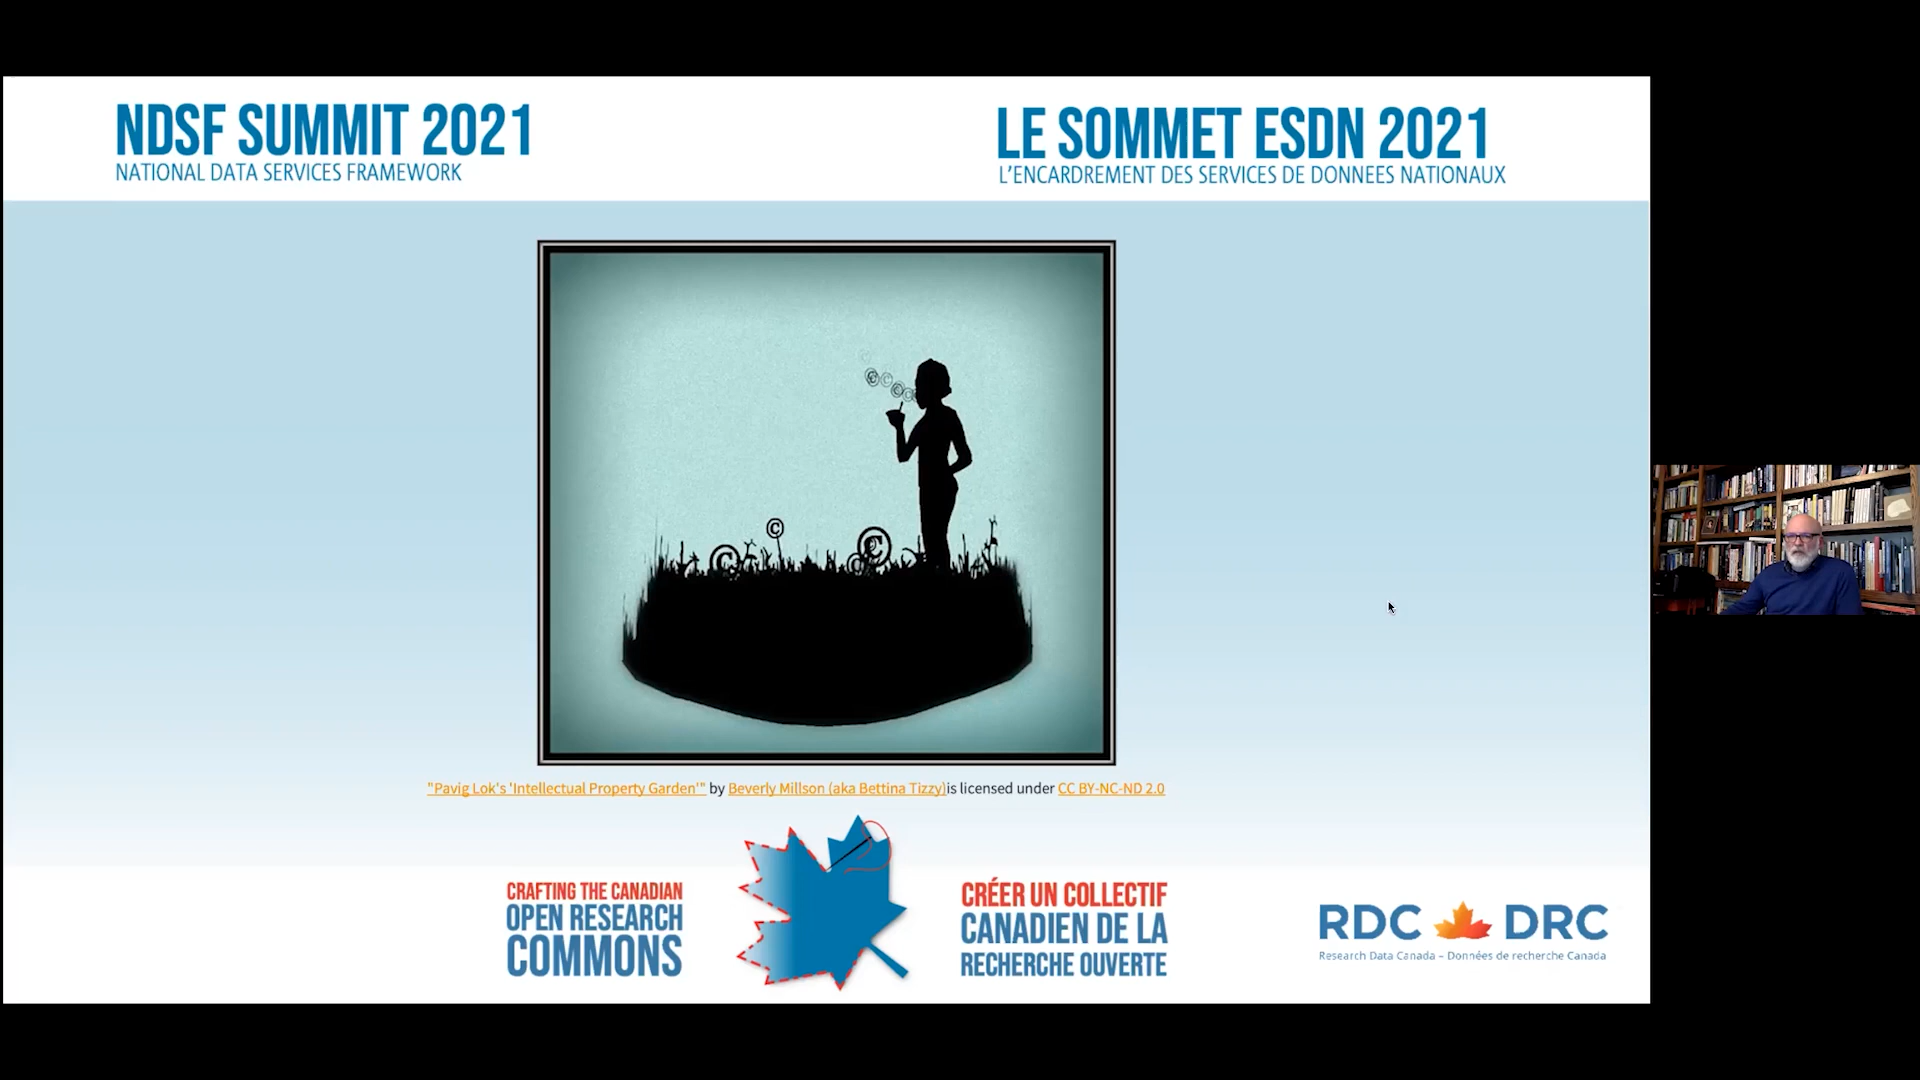 NDSF SUMMIT 2021
NATIONAL DATA SERVICES FRAMEWORK
LE SOMMET ESDN 2021
L'ENCARDREMENT DES SERVICES DE DONNEES NATIONAUX
© © © ©
© © © ©
"Pavig Lok's 'Intellectual Property Garden'" by Beverly Millson (aka Bettina Tizzy)is licensed under CC BY-NC-ND 2.0
CRAFTING THE CANADIAN
OPEN RESEARCH
COMMONS
CRÉER UN COLLECTIF
CANADIEN DE LA
RECHERCHE OUVERTE
RDC DRC
Research Data Canada – Données de recherche Canada